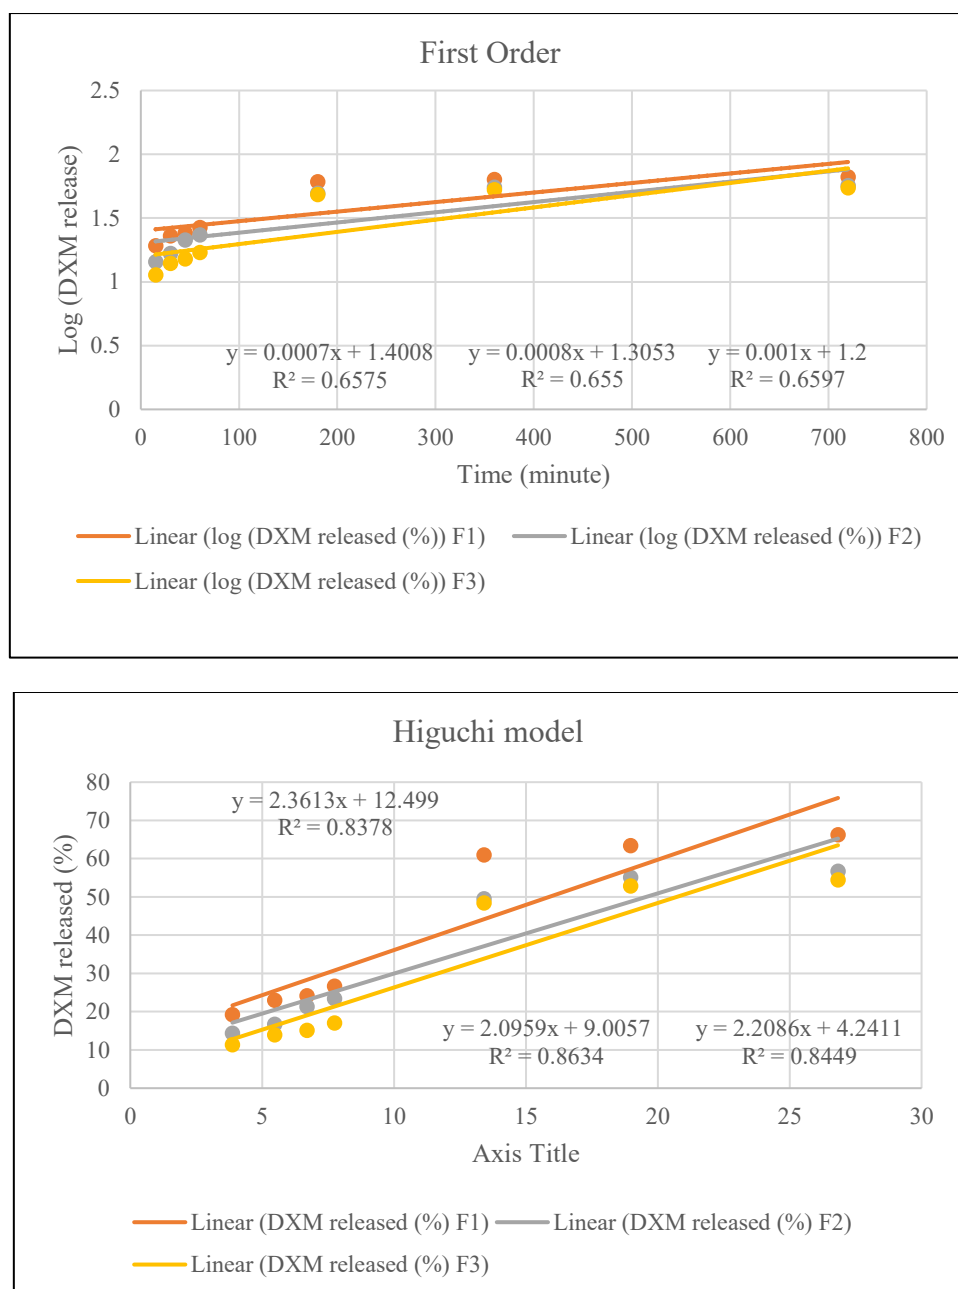 First Order
2.5
2
1.5
1
0.5
0
Log (DXM release)
y = 0.0007x + 1.4008
R² = 0.6575
y = 0.0008x + 1.3053
R² = 0.655
y = 0.001x + 1.2
R² = 0.6597
0 100 200 300 400 500 600 700 800
Time (minute)
Linear (log (DXM released (%)) F1)
Linear (log (DXM released (%)) F2)
Linear (log (DXM released (%)) F3)
Higuchi model
80
70
60
50
40
30
20
10
0
DXM released (%)
y = 2.3613x + 12.499
R² = 0.8378
y = 2.0959x + 9.0057
R² = 0.8634
y = 2.2086x + 4.2411
R² = 0.8449
0 5 10 15 20 25 30
Axis Title
Linear (DXM released (%) F1)
Linear (DXM released (%) F2)
Linear (DXM released (%) F3)